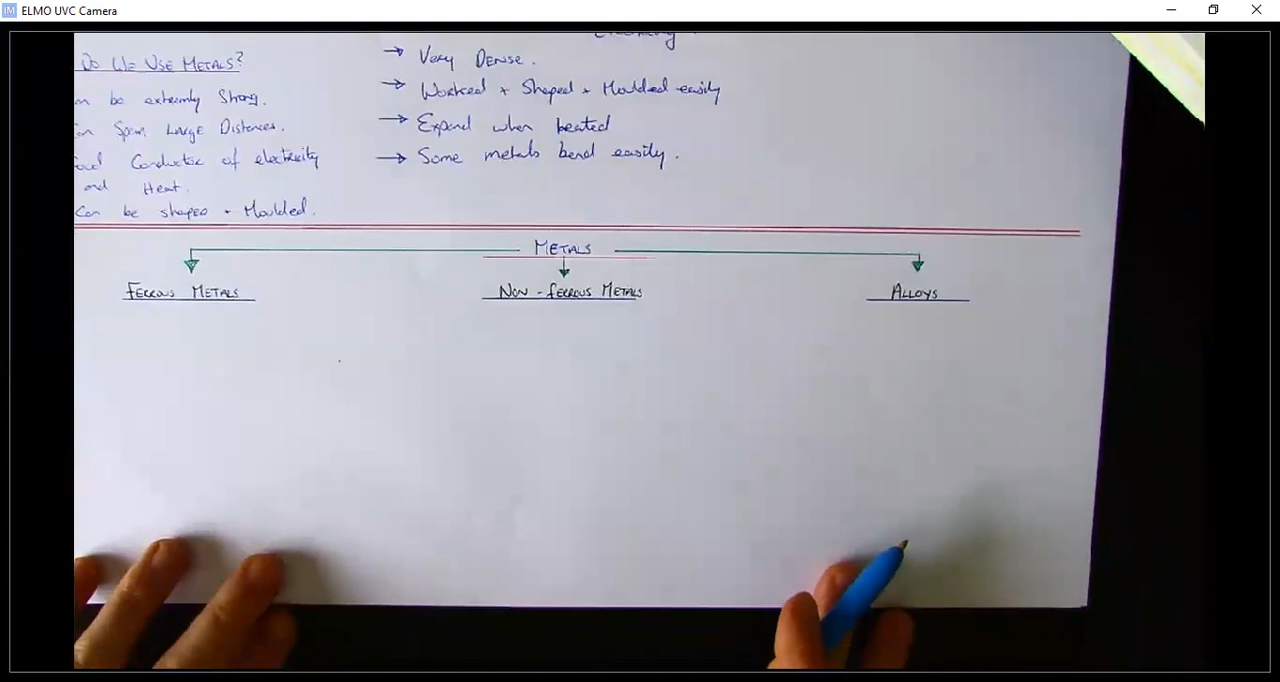 ELMO UVC Camera
Do We Use Metals?
be extremly Strong.
Span Large Distances.
Conductor of electricity
and Heat.
Can be shaped + Moulded.
→ Very Dense.
→ Worked + Shaped + Moulded easily
→ Expand when heated
→ Some metals bend easily.
METALS
FERROUS METALS
NON-FERROUS METALS
ALLOYS